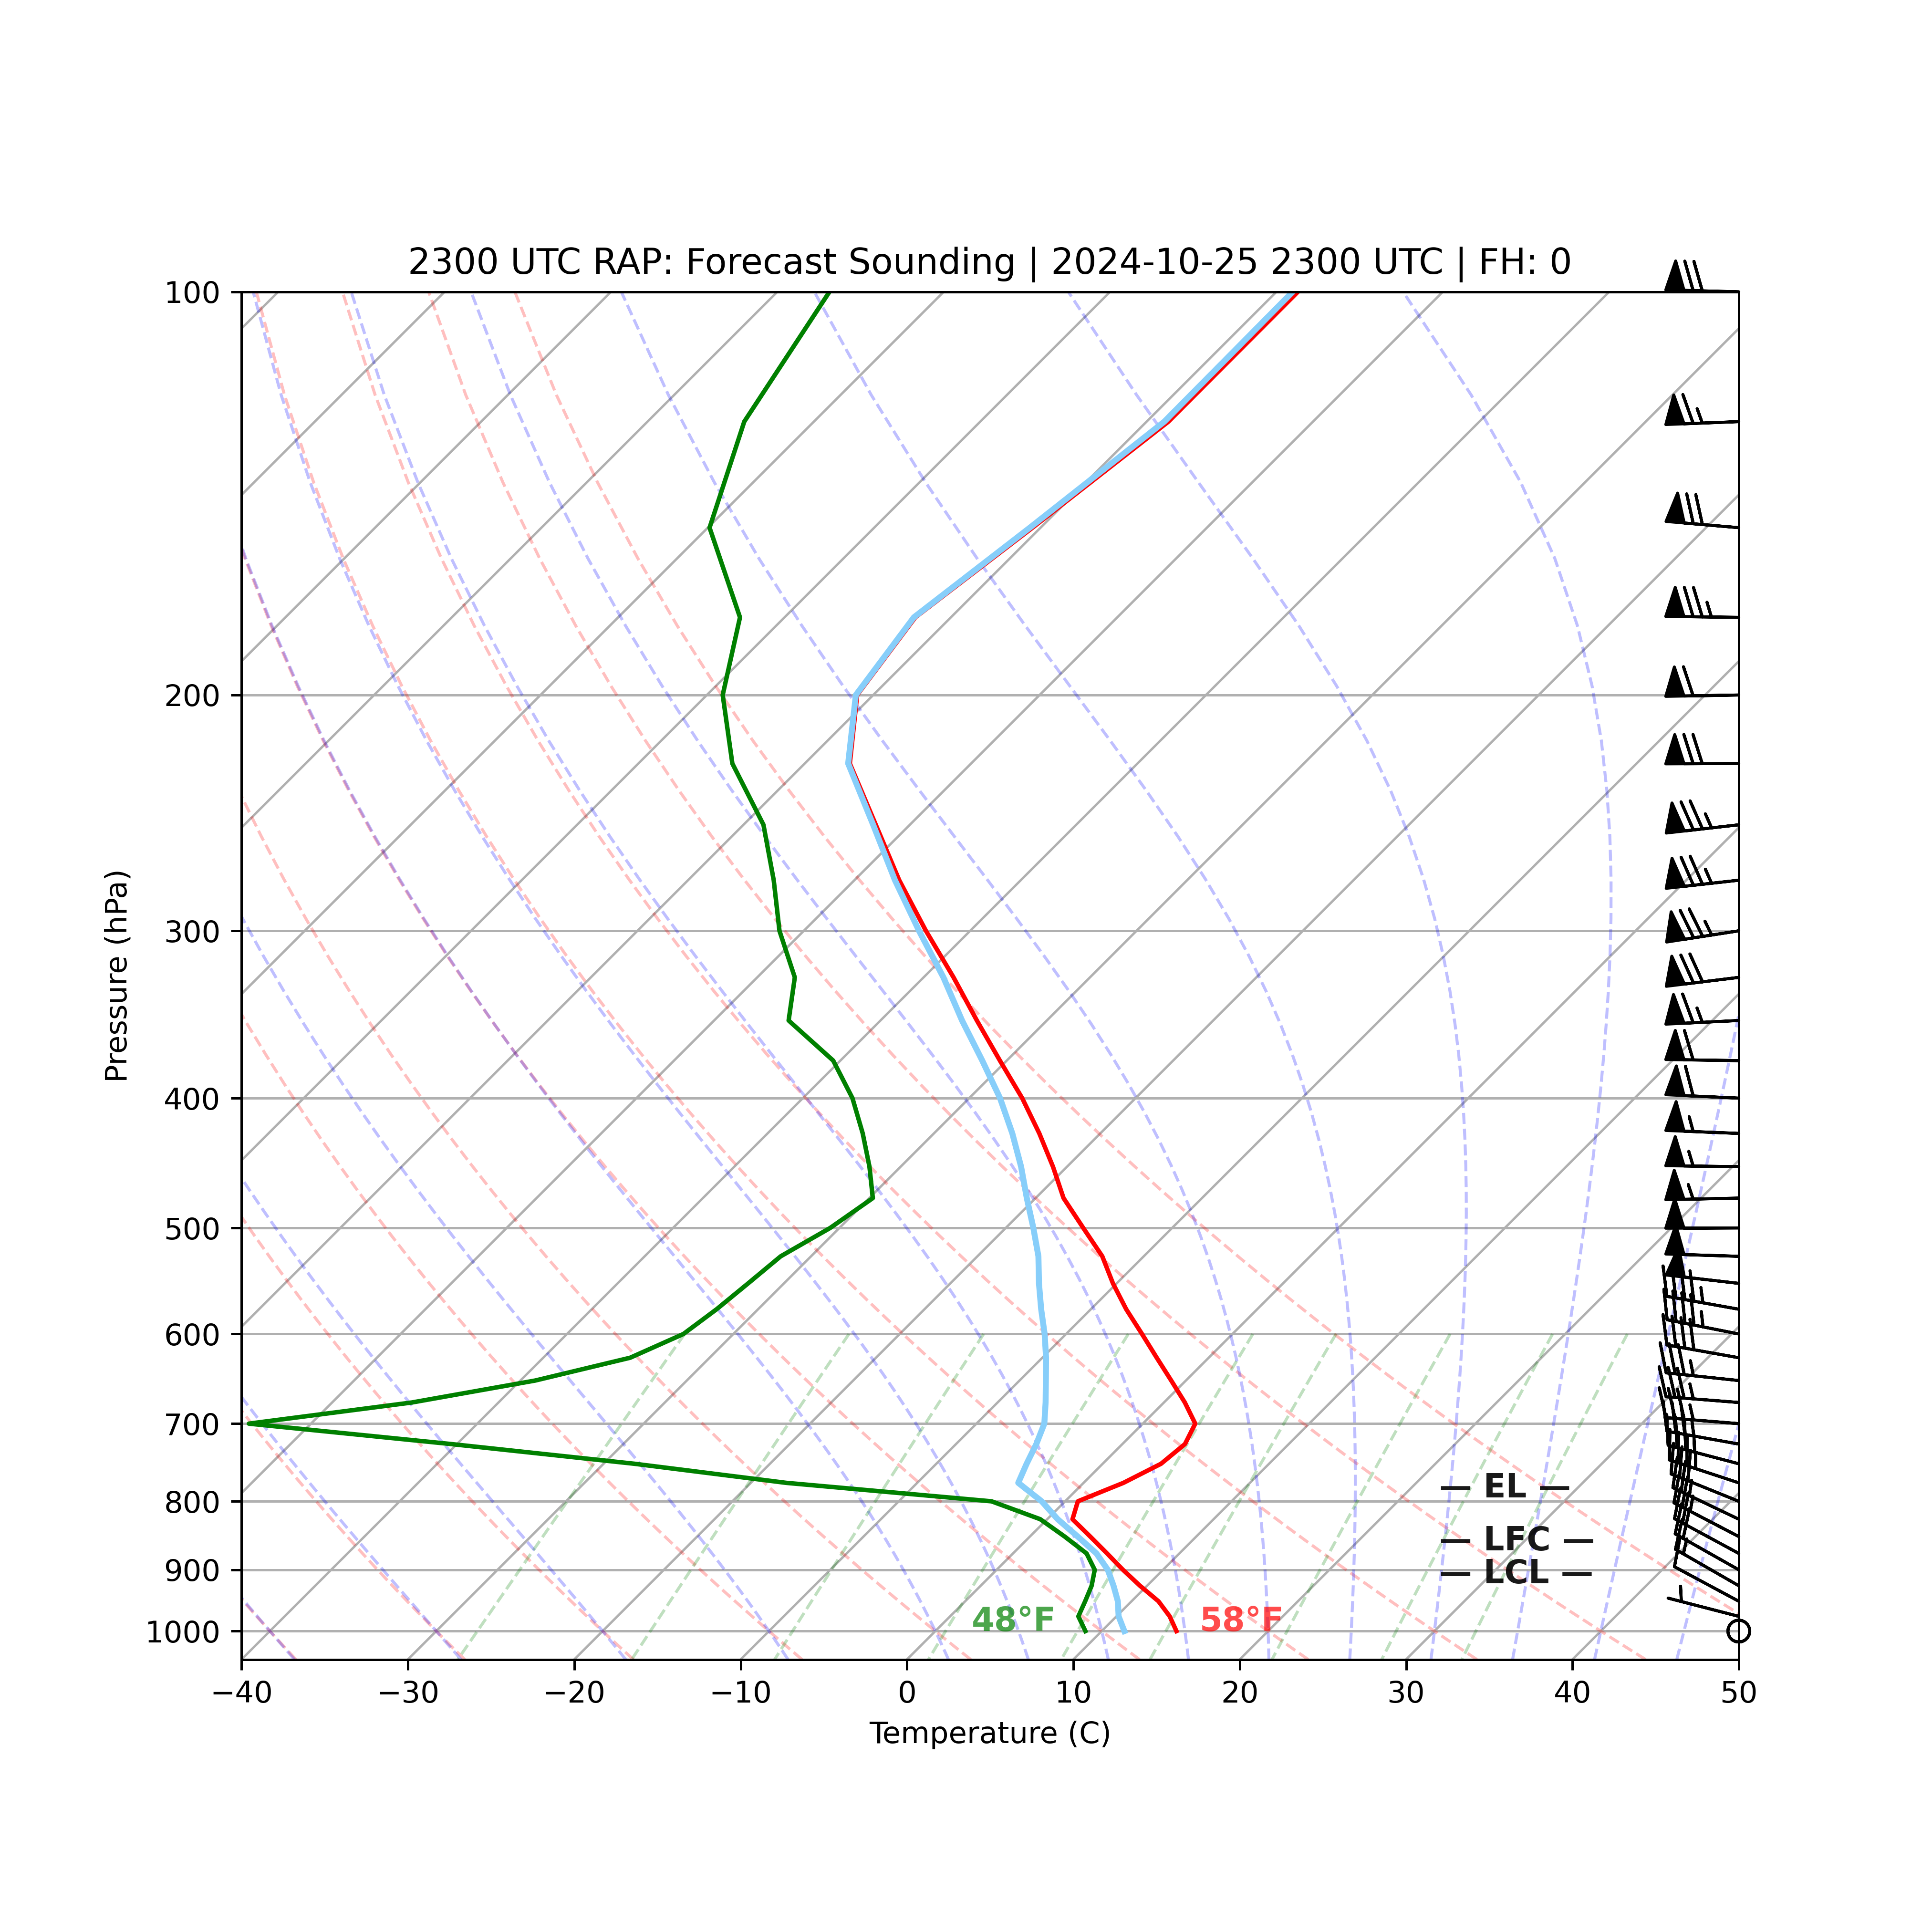 2300 UTC RAP: Forecast Sounding | 2024-10-25 2300 UTC | FH: 0
100
200
300
400
500
600
700
800
900
1000
Pressure (hPa)
— EL —
— LFC —
— LCL —
48°F
58°F
−40 −30 −20 −10 0 10 20 30 40 50
Temperature (C)